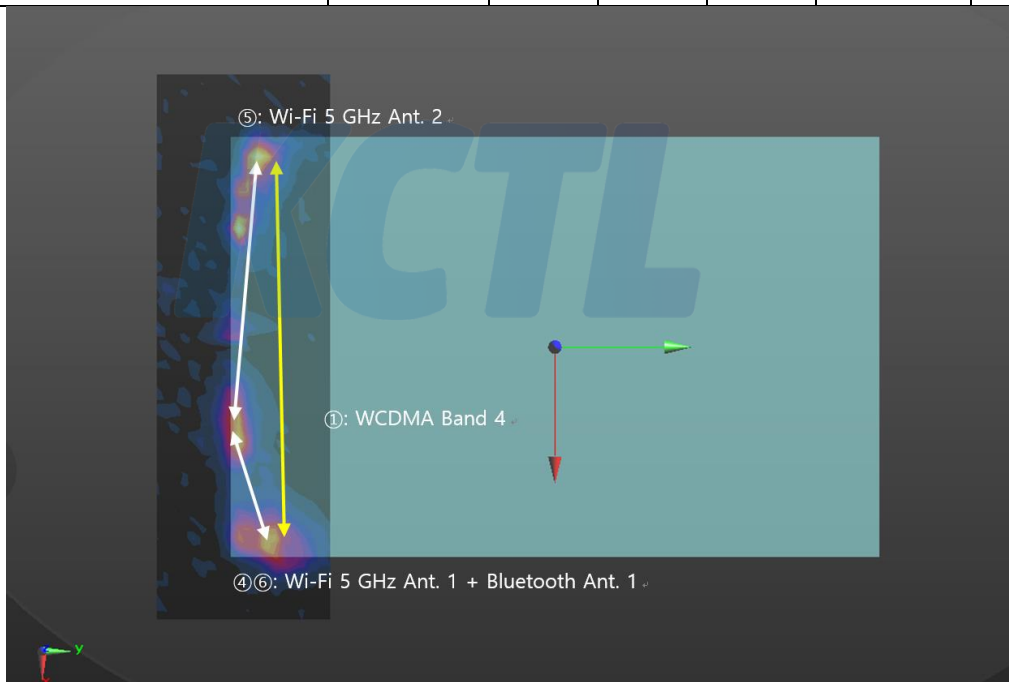 ⑤: Wi-Fi 5 GHz Ant. 2
KCTL
①: WCDMA Band 4
④⑥: Wi-Fi 5 GHz Ant. 1 + Bluetooth Ant. 1
y
x